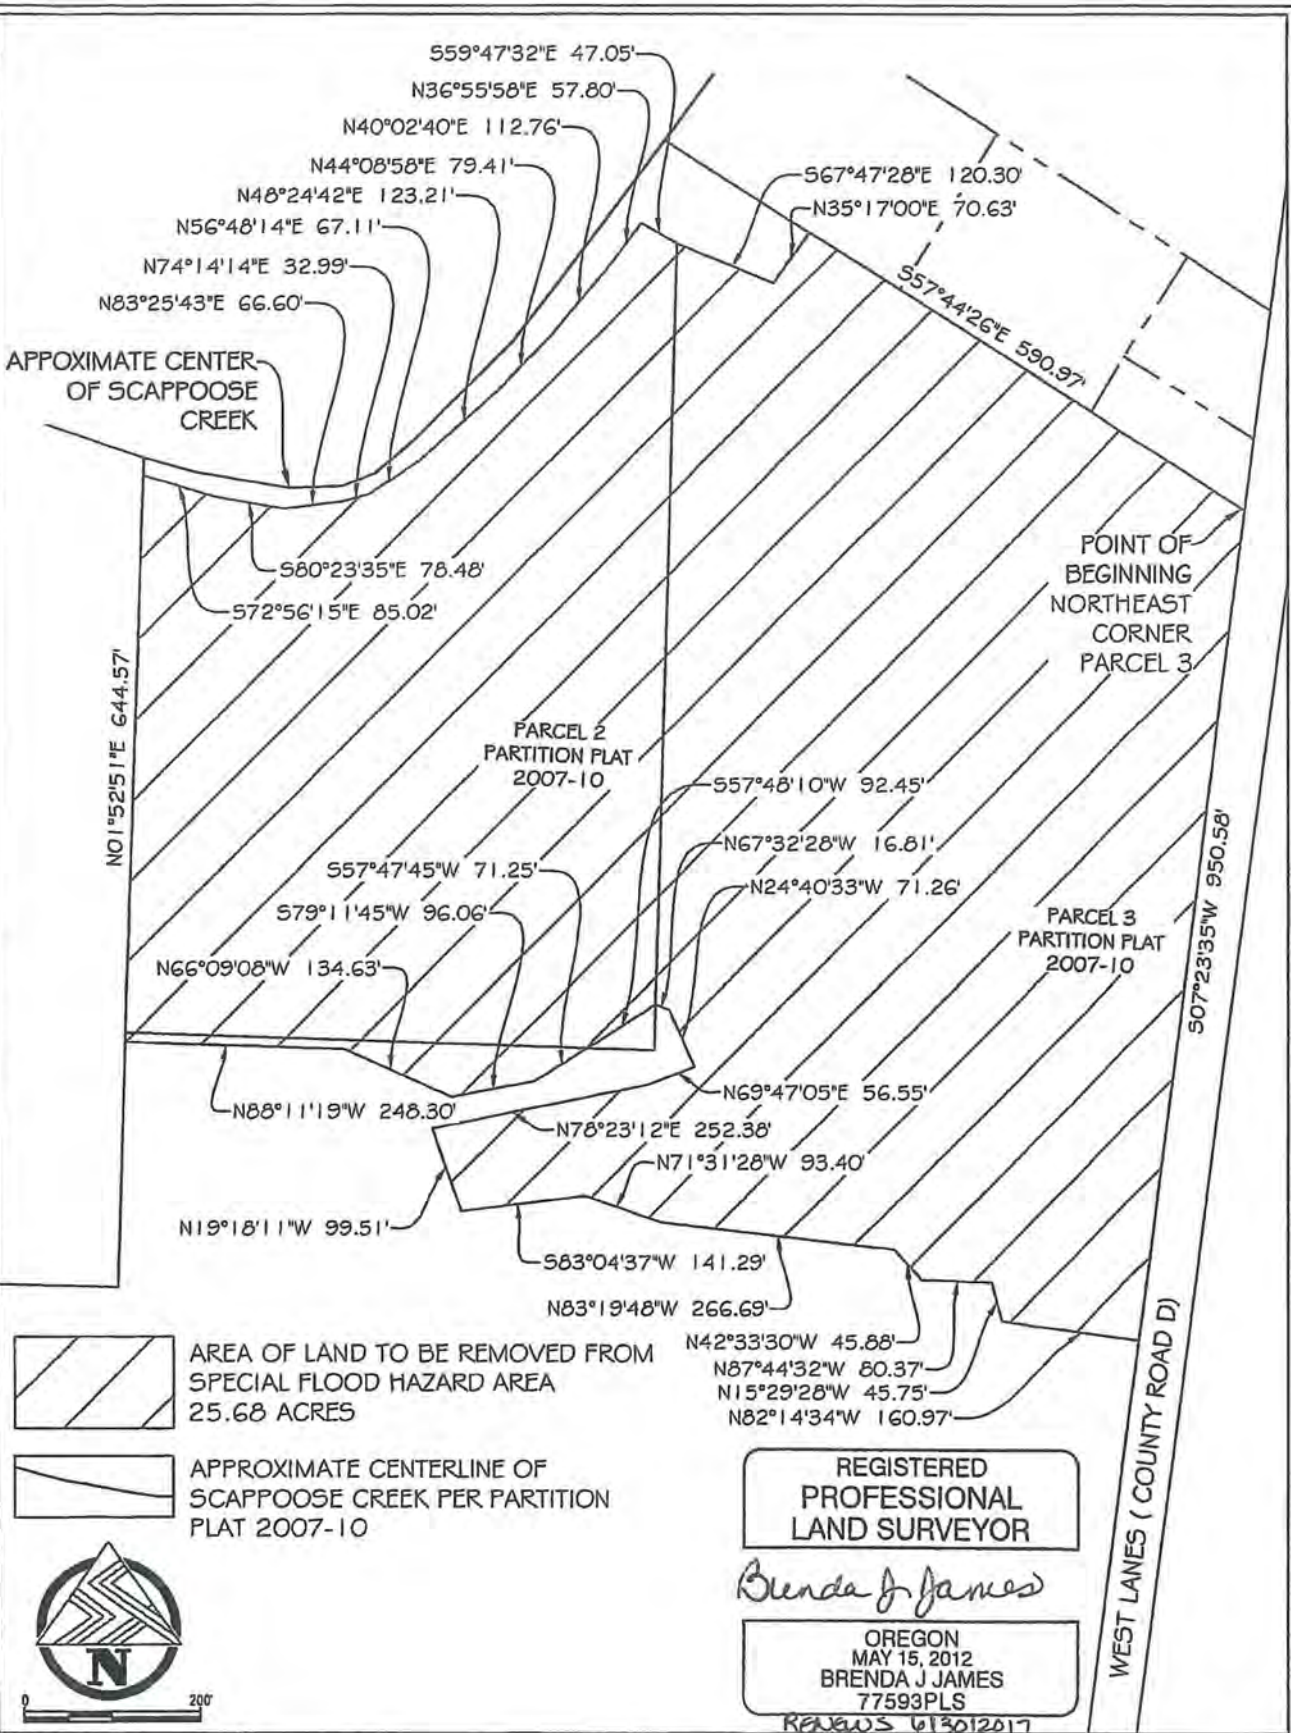 S59°47'32"E 47.05'
N36°55'58"E 57.80'
N40°02'40"E 112.76'
N44°08'58"E 79.41'
N48°24'42"E 123.21'
N56°48'14"E 67.11'
N74°14'14"E 32.99'
N83°25'43"E 66.60'
S67°47'28"E 120.30'
N35°17'00"E 70.63'
S57°44'26"E 590.97'
APPOXIMATE CENTER
OF SCAPPOOSE
CREEK
S80°23'35"E 78.48'
S72°56'15"E 85.02'
POINT OF
BEGINNING
NORTHEAST
CORNER
PARCEL 3
N01°52'51"E 644.57'
PARCEL 2
PARTITION PLAT
2007-10
S57°48'10"W 92.45'
N67°32'28"W 16.81'
S57°47'45"W 71.25'
N24°40'33"W 71.26'
S79°11'45"W 96.06'
PARCEL 3
PARTITION PLAT
2007-10
S07°23'35"W 950.58'
N66°09'08"W 134.63'
N88°11'19"W 248.30'
N69°47'05"E 56.55'
N78°23'12"E 252.38'
N71°31'28"W 93.40'
N19°18'11"W 99.51'
S83°04'37"W 141.29'
N83°19'48"W 266.69'
N42°33'30"W 45.88'
N87°44'32"W 80.37'
N15°29'28"W 45.75'
N82°14'34"W 160.97'
WEST LANES ( COUNTY ROAD D)
AREA OF LAND TO BE REMOVED FROM
SPECIAL FLOOD HAZARD AREA
25.68 ACRES
APPROXIMATE CENTERLINE OF
SCAPPOOSE CREEK PER PARTITION
PLAT 2007-10
N
0 200'
REGISTERED
PROFESSIONAL
LAND SURVEYOR
Brenda J. James
OREGON
MAY 15, 2012
BRENDA J JAMES
77593PLS
RENEWS 6/30/2017